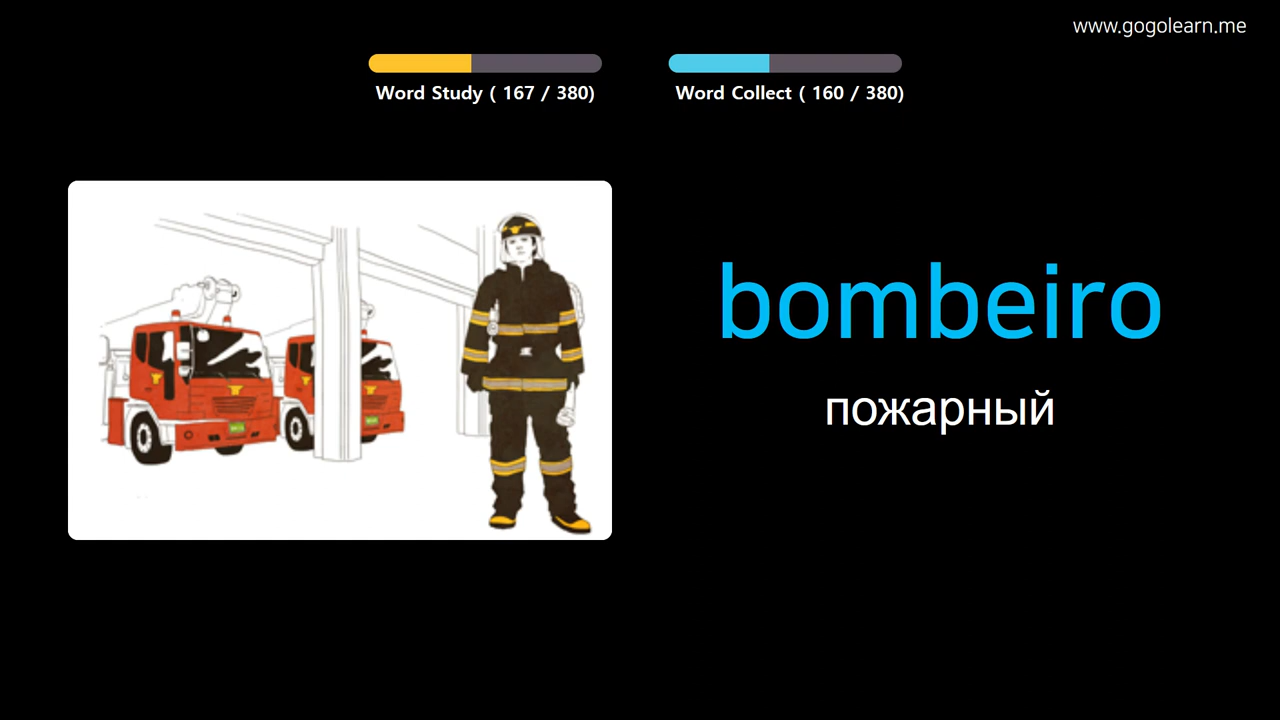 www.gogolearn.me
Word Study ( 167 / 380)
Word Collect ( 160 / 380)
bombeiro
пожарный